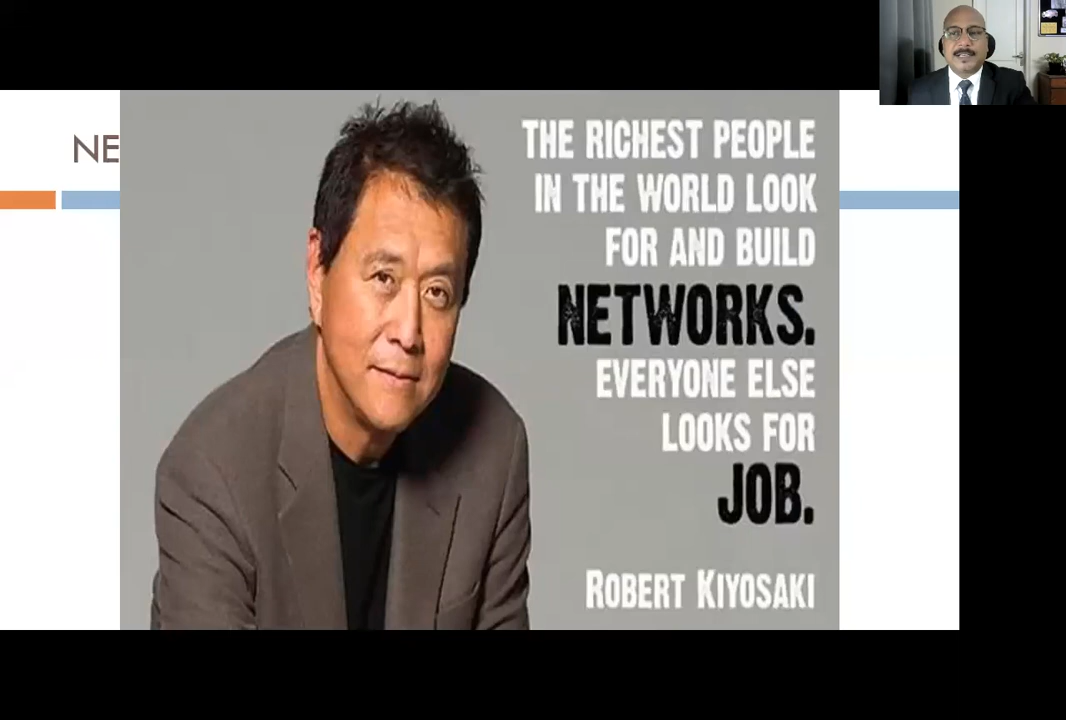 NE
THE RICHEST PEOPLE
IN THE WORLD LOOK
FOR AND BUILD
NETWORKS.
EVERYONE ELSE
LOOKS FOR
JOB.
ROBERT KIYOSAKI